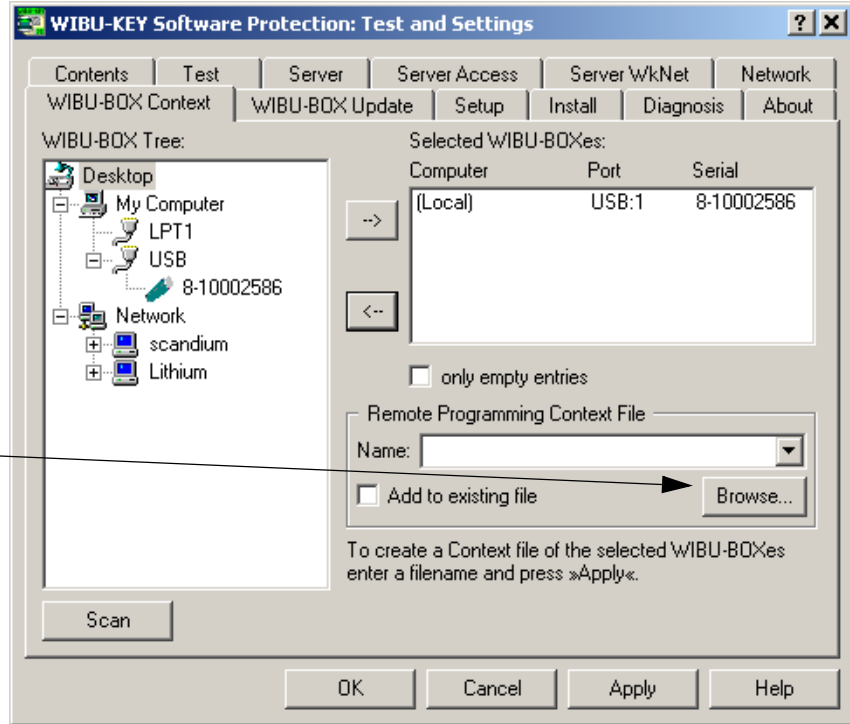 WIBU-KEY Software Protection: Test and Settings
Contents Test Server Server Access Server WkNet Network
WIBU-BOX Context WIBU-BOX Update Setup Install Diagnosis About
WIBU-BOX Tree:
Desktop
My Computer
LPT1
USB
8-10002586
Network
scandium
Lithium
Scan
-->
<--
Selected WIBU-BOXes:
Computer Port Serial
(Local) USB:1 8-10002586
only empty entries
Remote Programming Context File
Name:
Add to existing file Browse...
To create a Context file of the selected WIBU-BOXes
enter a filename and press »Apply«.
OK Cancel Apply Help